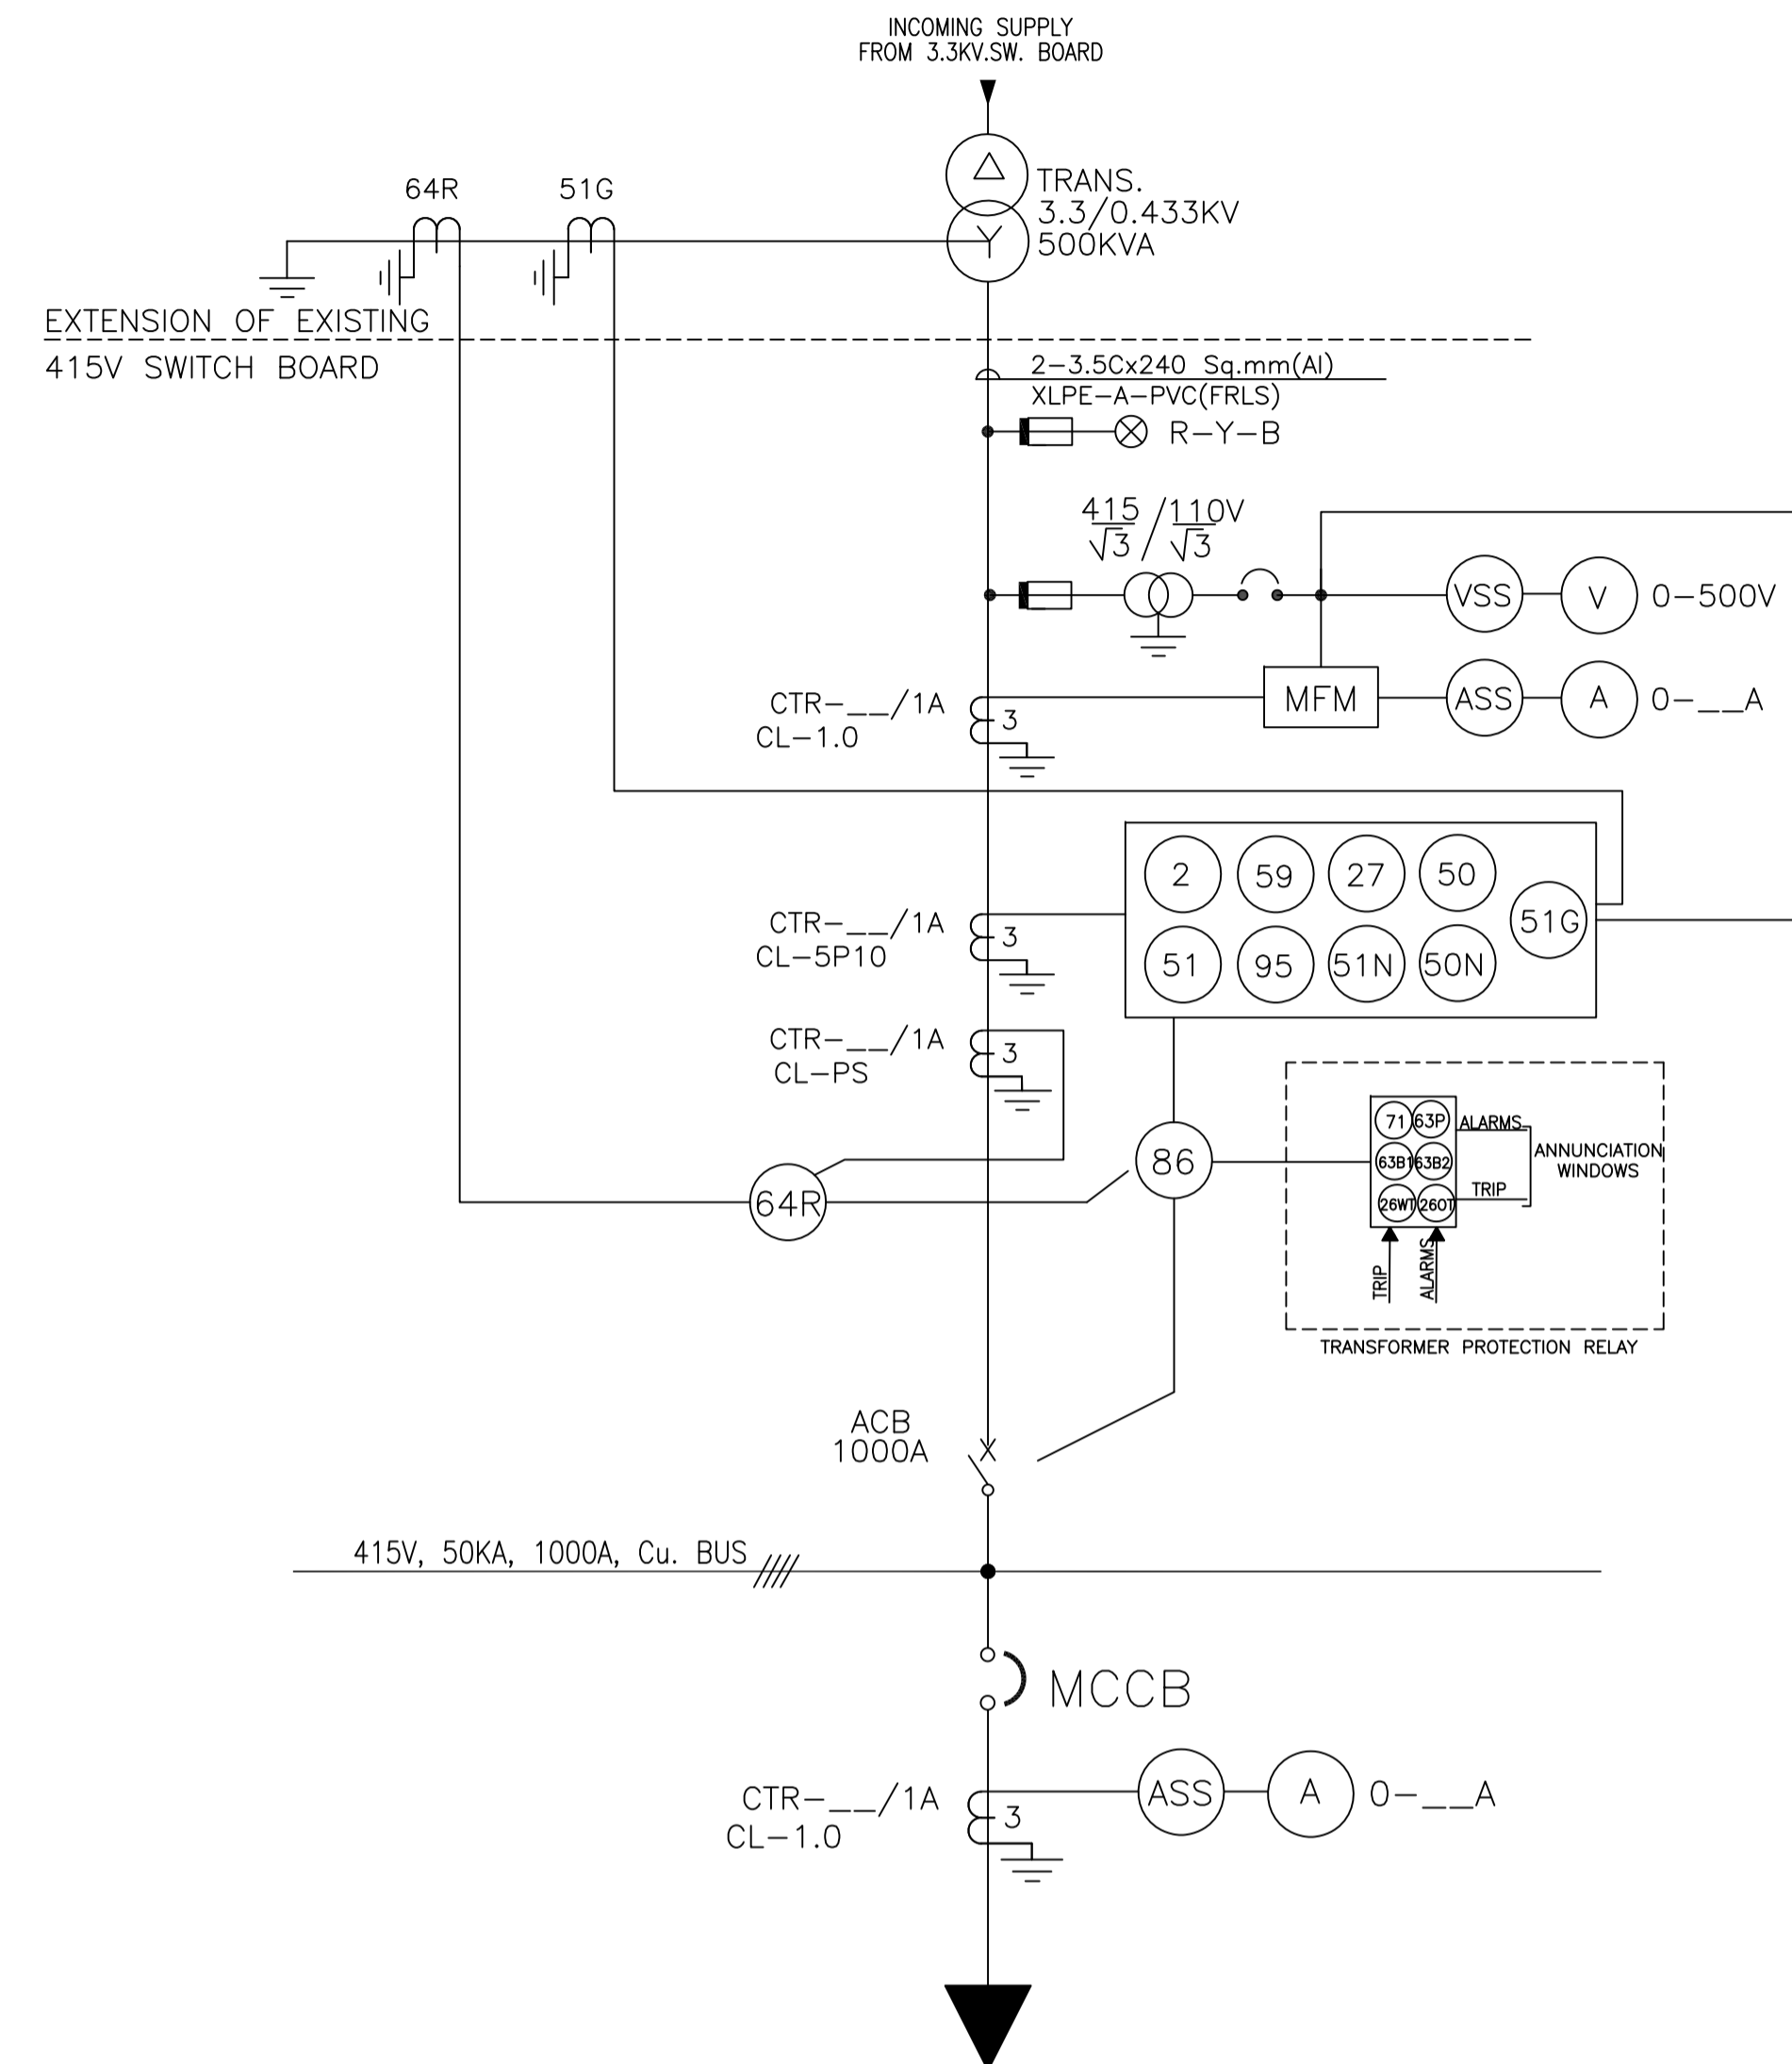 INCOMING SUPPLY
FROM 3.3KV.SW. BOARD
64R
51G
TRANS.
3.3/0.433KV
500KVA
Y
EXTENSION OF EXISTING
415V SWITCH BOARD
2-3.5Cx240 Sq.mm(Al)
XLPE-A-PVC(FRLS)
R-Y-B
415/√3 / 110V/√3
VSS
V
0-500V
CTR-__/1A
CL-1.0
3
MFM
ASS
A
0-__A
2
59
27
50
51G
CTR-__/1A
CL-5P10
3
51
95
51N
50N
CTR-__/1A
CL-PS
3
71
63P
ALARMS
63B1
63B2
ANNUNCIATION
WINDOWS
26WT
26OT
TRIP
TRIP
ALARMS
TRANSFORMER PROTECTION RELAY
86
64R
ACB
1000A
415V, 50KA, 1000A, Cu. BUS
MCCB
CTR-__/1A
CL-1.0
3
ASS
A
0-__A